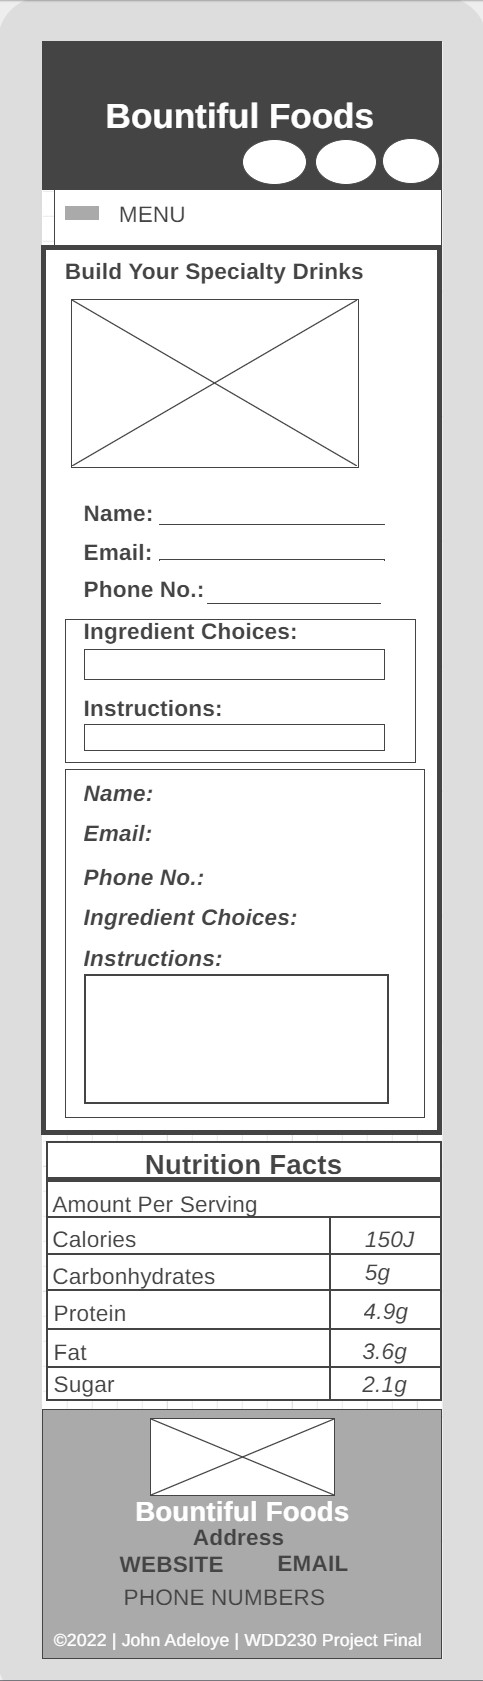 Bountiful Foods
MENU
Build Your Specialty Drinks
Name:
Email:
Phone No.:
Ingredient Choices:
Instructions:
Name:
Email:
Phone No.:
Ingredient Choices:
Instructions:
Nutrition Facts
Amount Per Serving
Calories 150J
Carbonhydrates 5g
Protein 4.9g
Fat 3.6g
Sugar 2.1g
Bountiful Foods
Address
WEBSITE EMAIL
PHONE NUMBERS
©2022 | John Adeloye | WDD230 Project Final